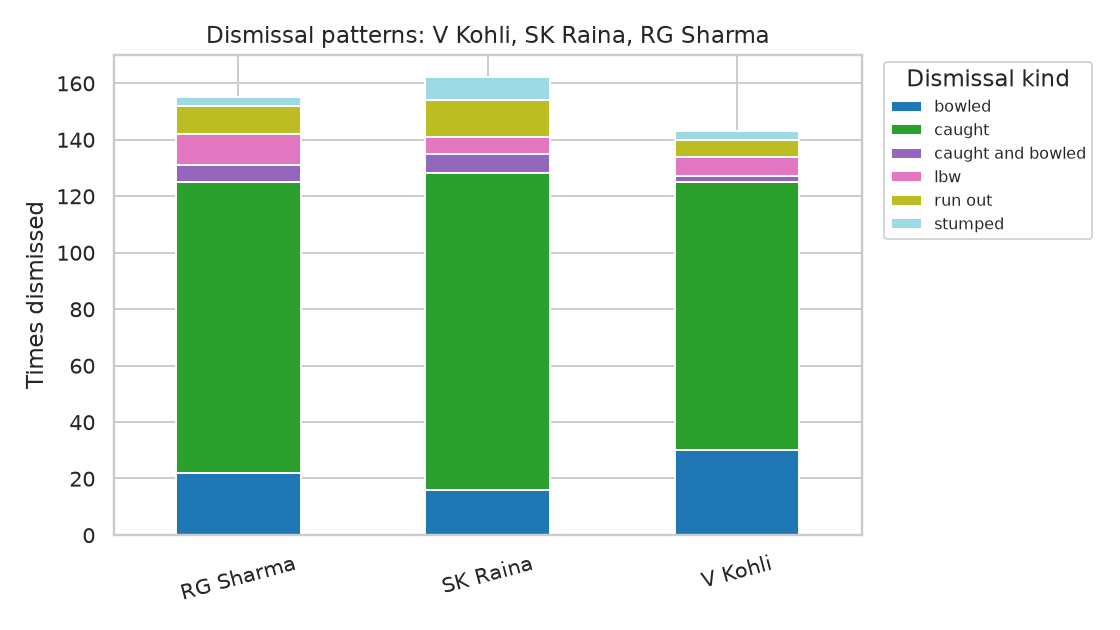 Dismissal patterns: V Kohli, SK Raina, RG Sharma
Times dismissed
160
140
120
100
80
60
40
20
0
RG Sharma
SK Raina
V Kohli
Dismissal kind
bowled
caught
caught and bowled
lbw
run out
stumped